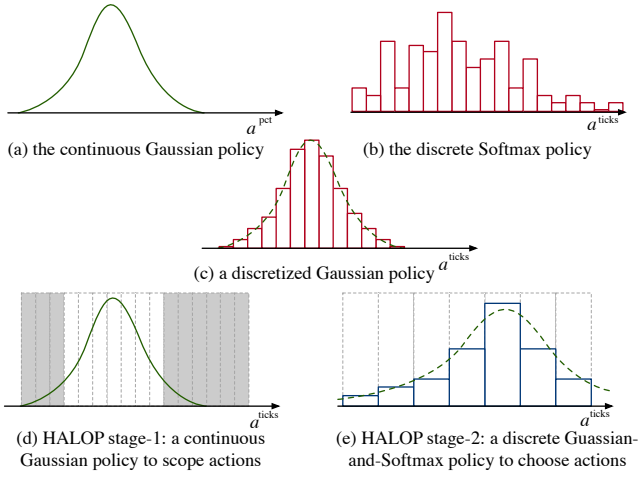 a^pct
(a) the continuous Gaussian policy
a^ticks
(b) the discrete Softmax policy
a^ticks
(c) a discretized Gaussian policy
a^ticks
(d) HALOP stage-1: a continuous
Gaussian policy to scope actions
a^ticks
(e) HALOP stage-2: a discrete Guassian-
and-Softmax policy to choose actions